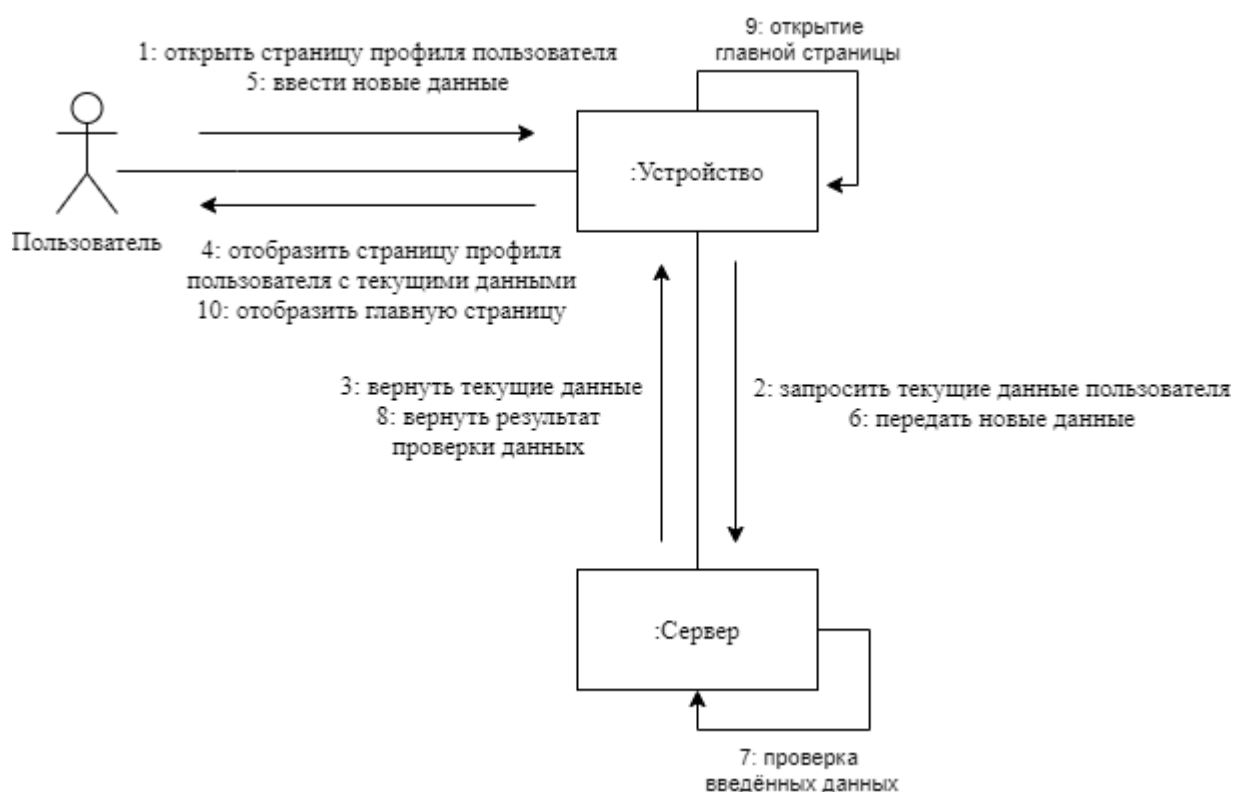 9: открытие
главной страницы
1: открыть страницу профиля пользователя
5: ввести новые данные
:Устройство
Пользователь
4: отобразить страницу профиля
пользователя с текущими данными
10: отобразить главную страницу
3: вернуть текущие данные
8: вернуть результат
проверки данных
2: запросить текущие данные пользователя
6: передать новые данные
:Сервер
7: проверка
введённых данных